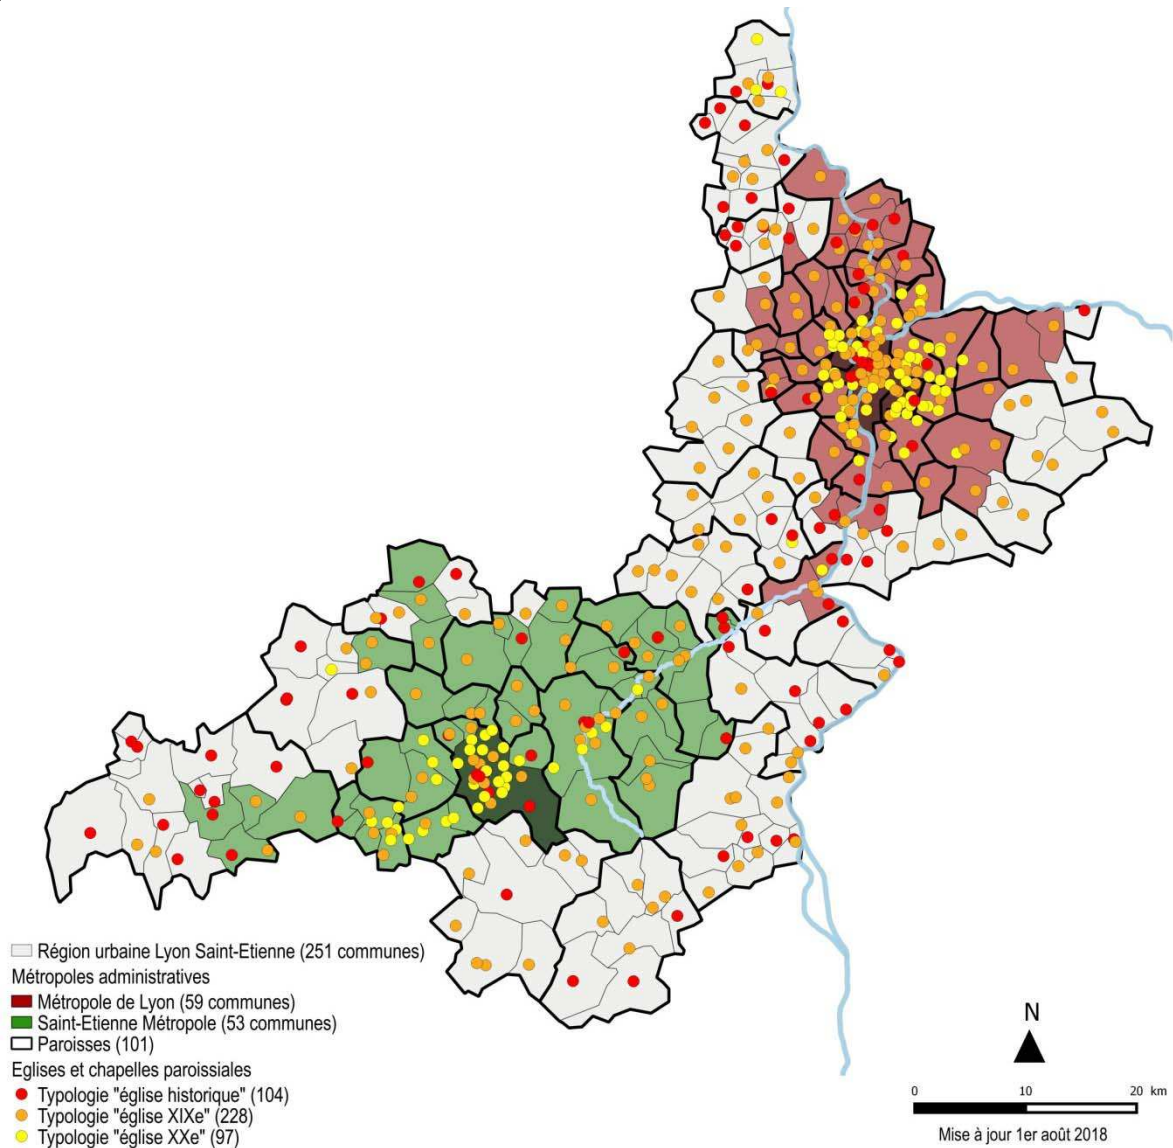 Région urbaine Lyon Saint-Etienne (251 communes)
Métropoles administratives
Métropole de Lyon (59 communes)
Saint-Etienne Métropole (53 communes)
Paroisses (101)
Eglises et chapelles paroissiales
Typologie "église historique" (104)
Typologie "église XIXe" (228)
Typologie "église XXe" (97)
N
0 10 20 km
Mise à jour 1er août 2018